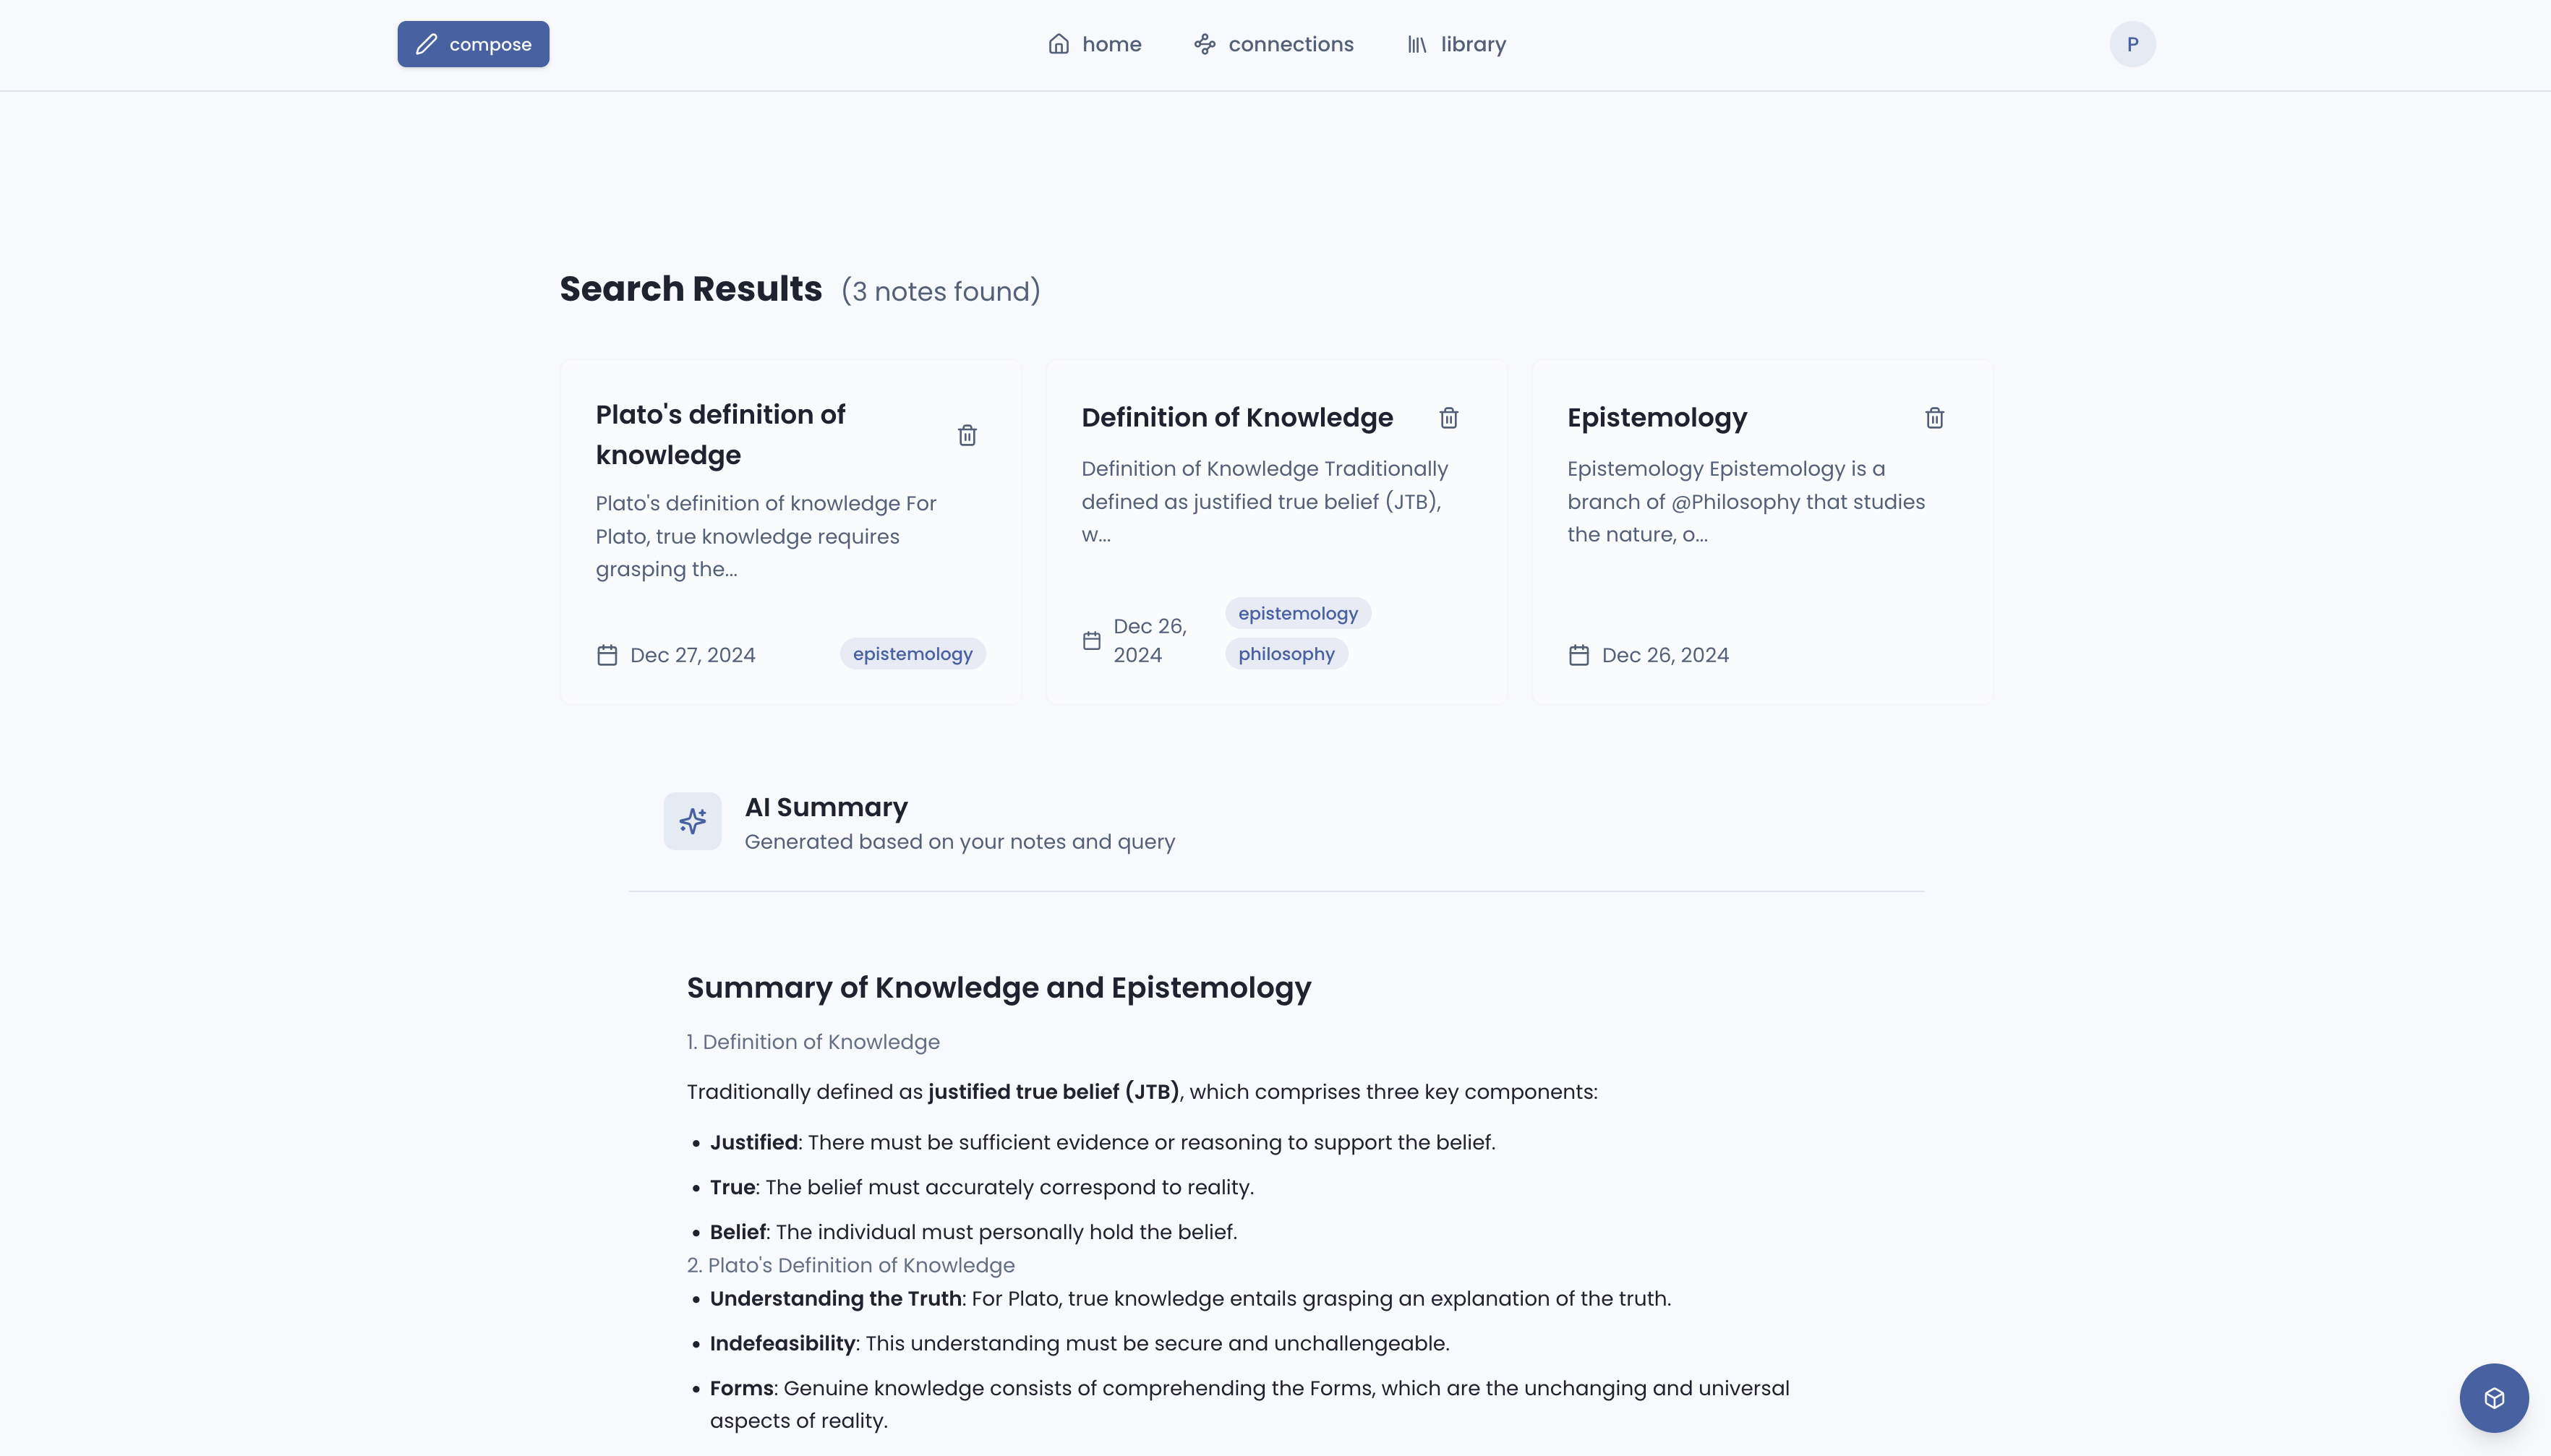 compose
home
connections
library
P
Search Results (3 notes found)
Plato's definition of
knowledge
Plato's definition of knowledge For
Plato, true knowledge requires
grasping the...
Dec 27, 2024
epistemology
Definition of Knowledge
Definition of Knowledge Traditionally
defined as justified true belief (JTB),
w...
Dec 26,
2024
epistemology
philosophy
Epistemology
Epistemology Epistemology is a
branch of @Philosophy that studies
the nature, o...
Dec 26, 2024
AI Summary
Generated based on your notes and query
Summary of Knowledge and Epistemology
1. Definition of Knowledge
Traditionally defined as justified true belief (JTB), which comprises three key components:
• Justified: There must be sufficient evidence or reasoning to support the belief.
• True: The belief must accurately correspond to reality.
• Belief: The individual must personally hold the belief.
2. Plato's Definition of Knowledge
• Understanding the Truth: For Plato, true knowledge entails grasping an explanation of the truth.
• Indefeasibility: This understanding must be secure and unchallengeable.
• Forms: Genuine knowledge consists of comprehending the Forms, which are the unchanging and universal
aspects of reality.